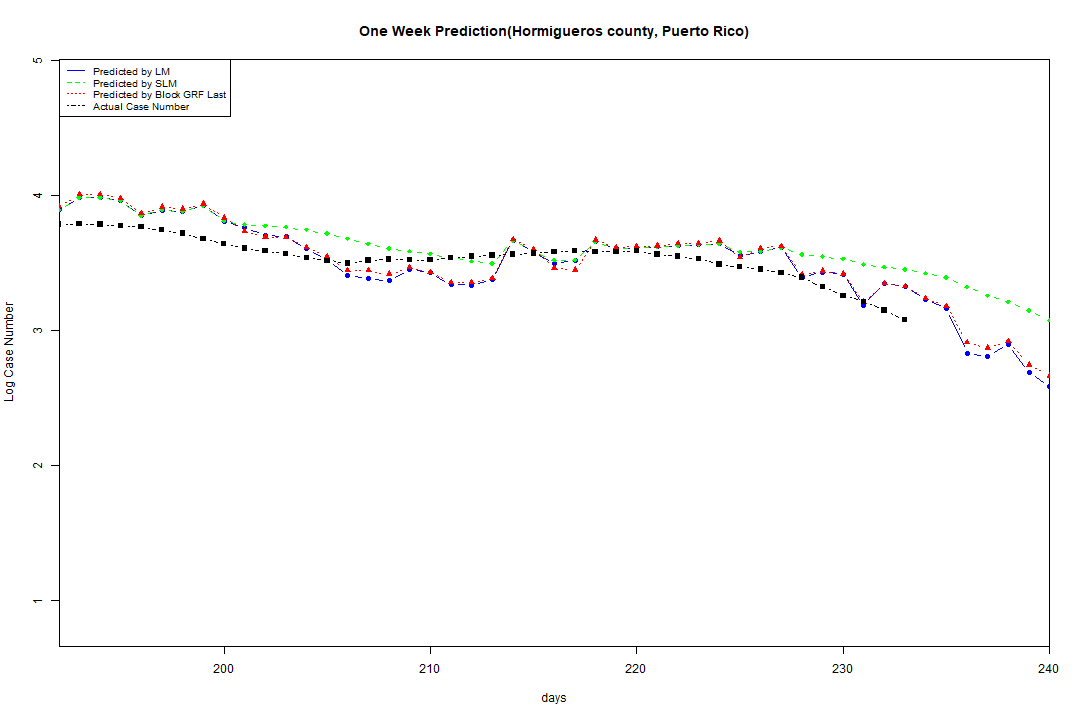 One Week Prediction(Hormigueros county, Puerto Rico)
Predicted by LM
Predicted by SLM
Predicted by Block GRF Last
Actual Case Number
5
4
3
2
1
Log Case Number
200
210
220
230
240
days